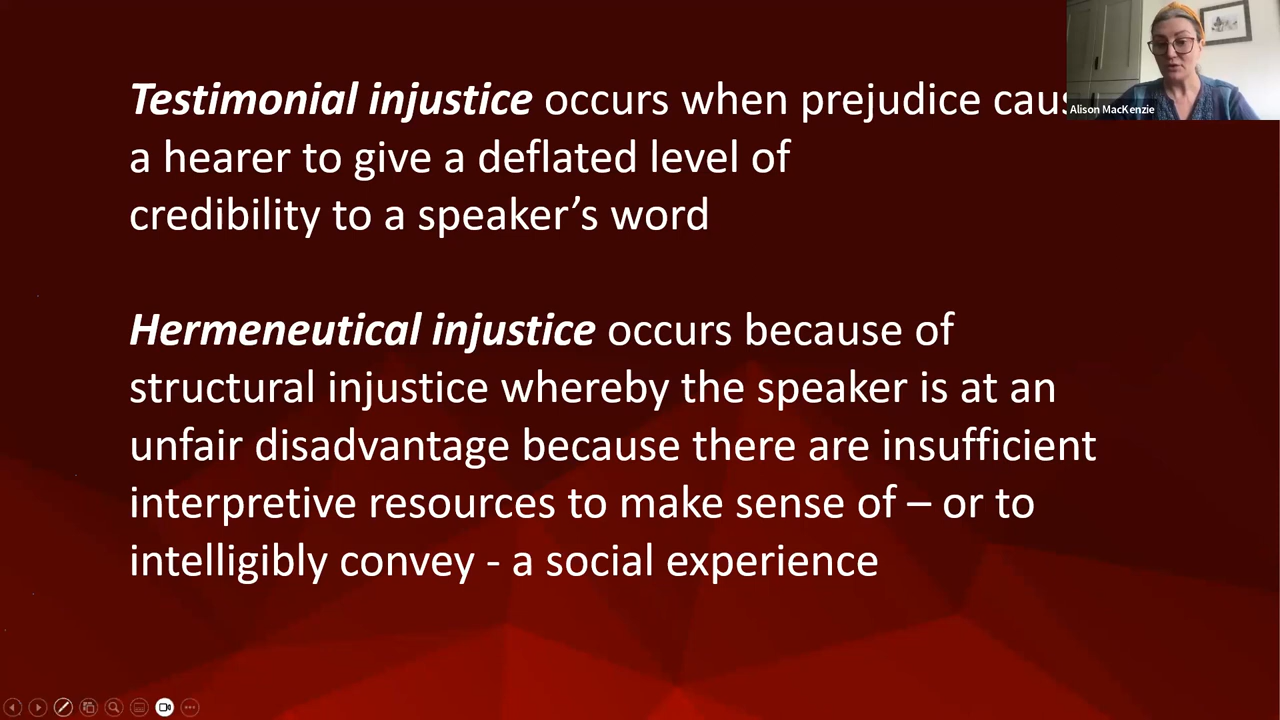 Testimonial injustice occurs when prejudice
a hearer to give a deflated level of
credibility to a speaker’s word
Hermeneutical injustice occurs because of
structural injustice whereby the speaker is at an
unfair disadvantage because there are insufficient
interpretive resources to make sense of – or to
intelligibly convey - a social experience
Alison MacKenzie